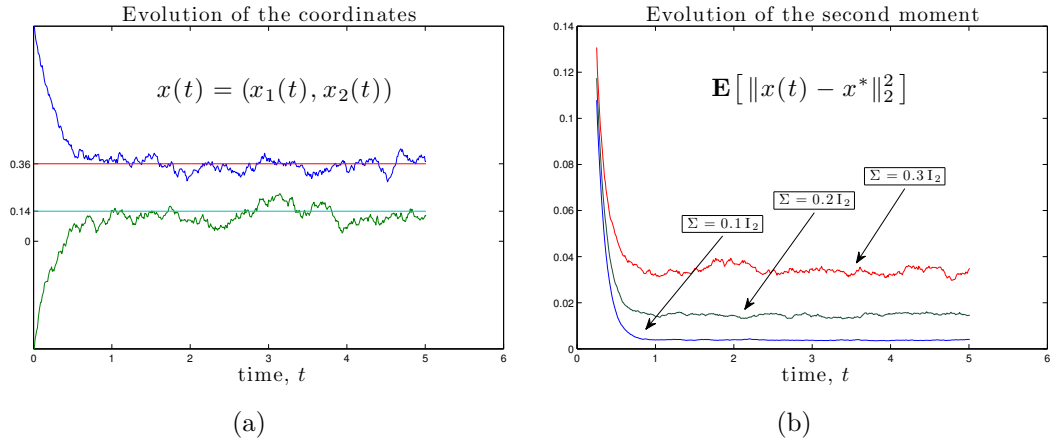 Evolution of the coordinates
x(t) = (x₁(t), x₂(t))
0.36
0.14
0
0 1 2 3 4 5 6
time, t
(a)
Evolution of the second moment
0.14
0.12
0.1
0.08
0.06
0.04
0.02
0
E[‖x(t) − x*‖₂²]
Σ = 0.3 I₂
Σ = 0.2 I₂
Σ = 0.1 I₂
1 2 3 4 5 6
time, t
(b)